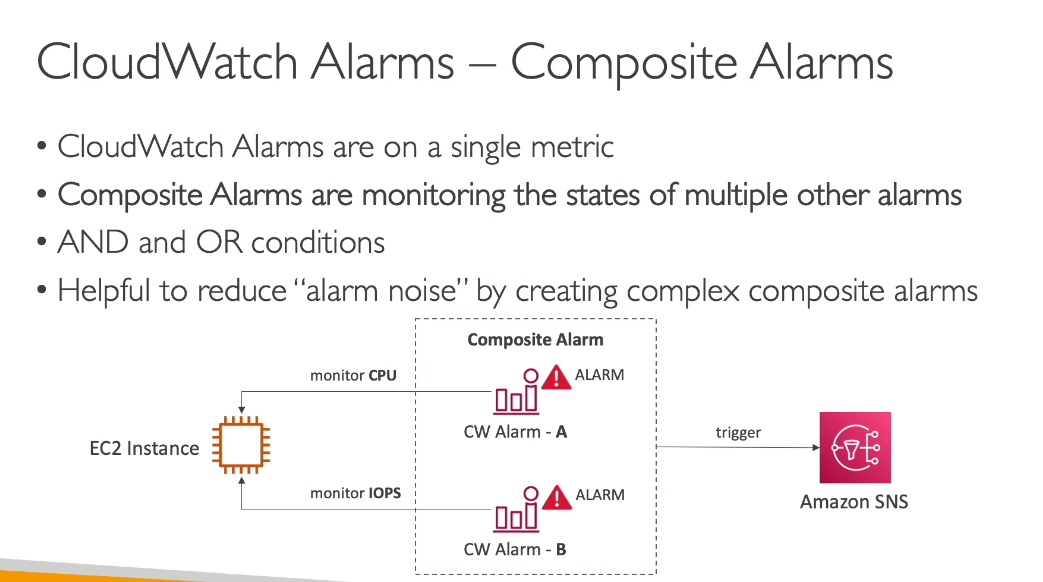 CloudWatch Alarms – Composite Alarms
• CloudWatch Alarms are on a single metric
• Composite Alarms are monitoring the states of multiple other alarms
• AND and OR conditions
• Helpful to reduce “alarm noise” by creating complex composite alarms
Composite Alarm
monitor CPU
ALARM
CW Alarm - A
EC2 Instance
trigger
monitor IOPS
ALARM
CW Alarm - B
Amazon SNS